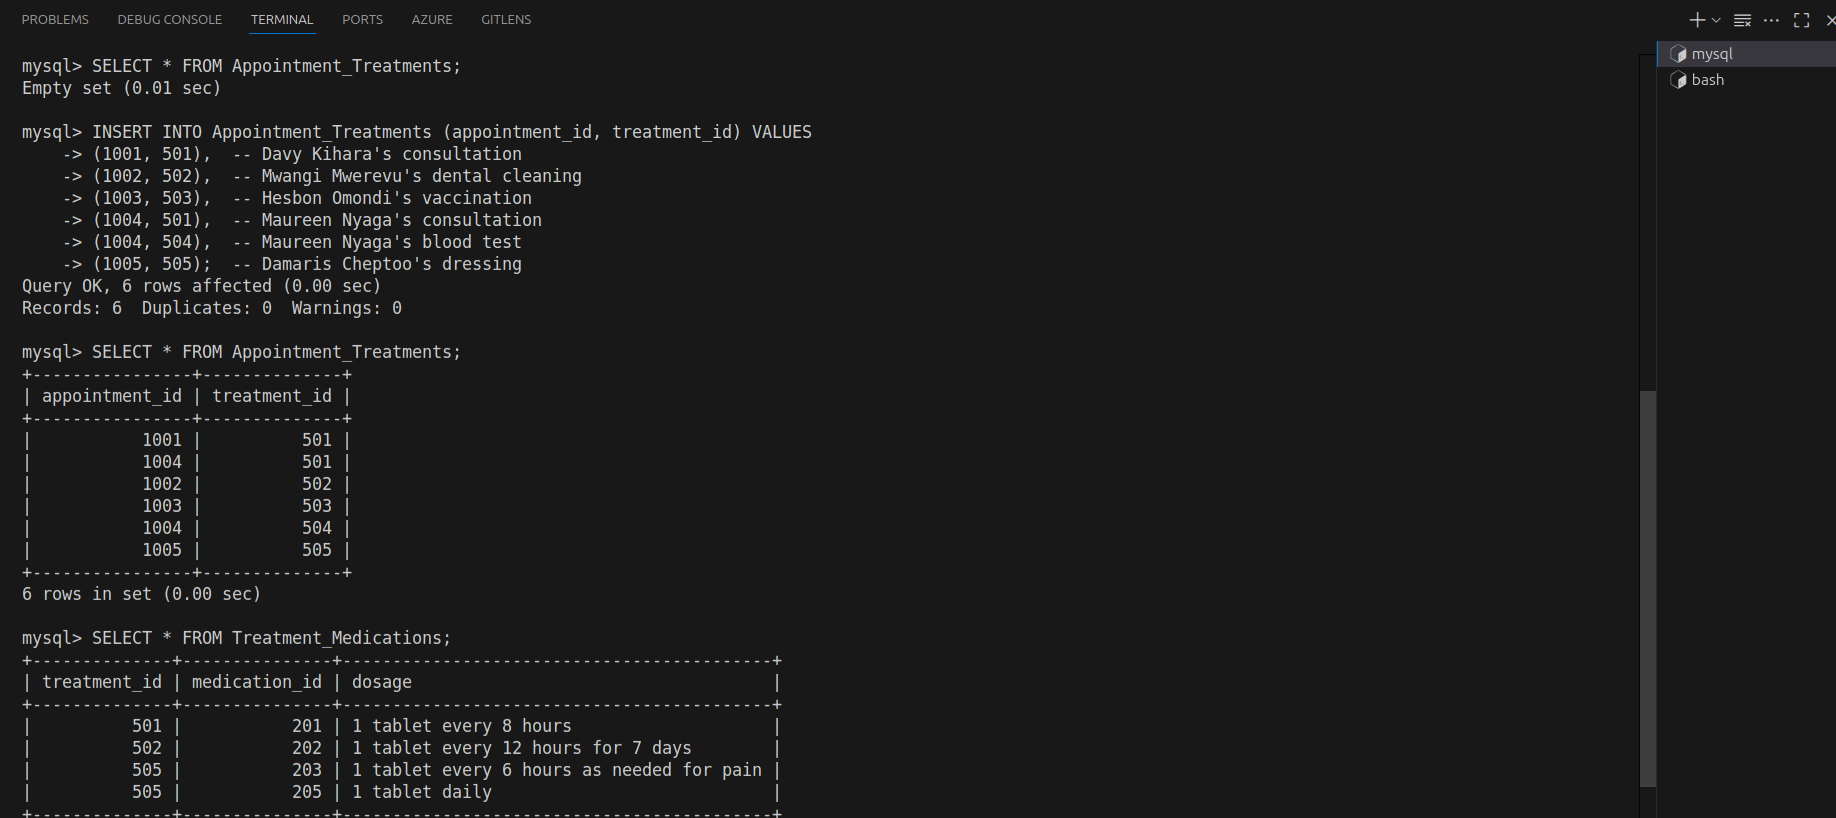 PROBLEMS DEBUG CONSOLE TERMINAL PORTS AZURE GITLENS
mysql
bash
mysql> SELECT * FROM Appointment_Treatments;
Empty set (0.01 sec)
mysql> INSERT INTO Appointment_Treatments (appointment_id, treatment_id) VALUES
    -> (1001, 501),  -- Davy Kihara's consultation
    -> (1002, 502),  -- Mwangi Mwerevu's dental cleaning
    -> (1003, 503),  -- Hesbon Omondi's vaccination
    -> (1004, 501),  -- Maureen Nyaga's consultation
    -> (1004, 504),  -- Maureen Nyaga's blood test
    -> (1005, 505);  -- Damaris Cheptoo's dressing
Query OK, 6 rows affected (0.00 sec)
Records: 6  Duplicates: 0  Warnings: 0
mysql> SELECT * FROM Appointment_Treatments;
+----------------+--------------+
| appointment_id | treatment_id |
+----------------+--------------+
|           1001 |          501 |
|           1004 |          501 |
|           1002 |          502 |
|           1003 |          503 |
|           1004 |          504 |
|           1005 |          505 |
+----------------+--------------+
6 rows in set (0.00 sec)
mysql> SELECT * FROM Treatment_Medications;
+--------------+---------------+-------------------------------------------+
| treatment_id | medication_id | dosage                                    |
+--------------+---------------+-------------------------------------------+
|          501 |           201 | 1 tablet every 8 hours                    |
|          502 |           202 | 1 tablet every 12 hours for 7 days        |
|          505 |           203 | 1 tablet every 6 hours as needed for pain |
|          505 |           205 | 1 tablet daily                            |
+--------------+---------------+-------------------------------------------+